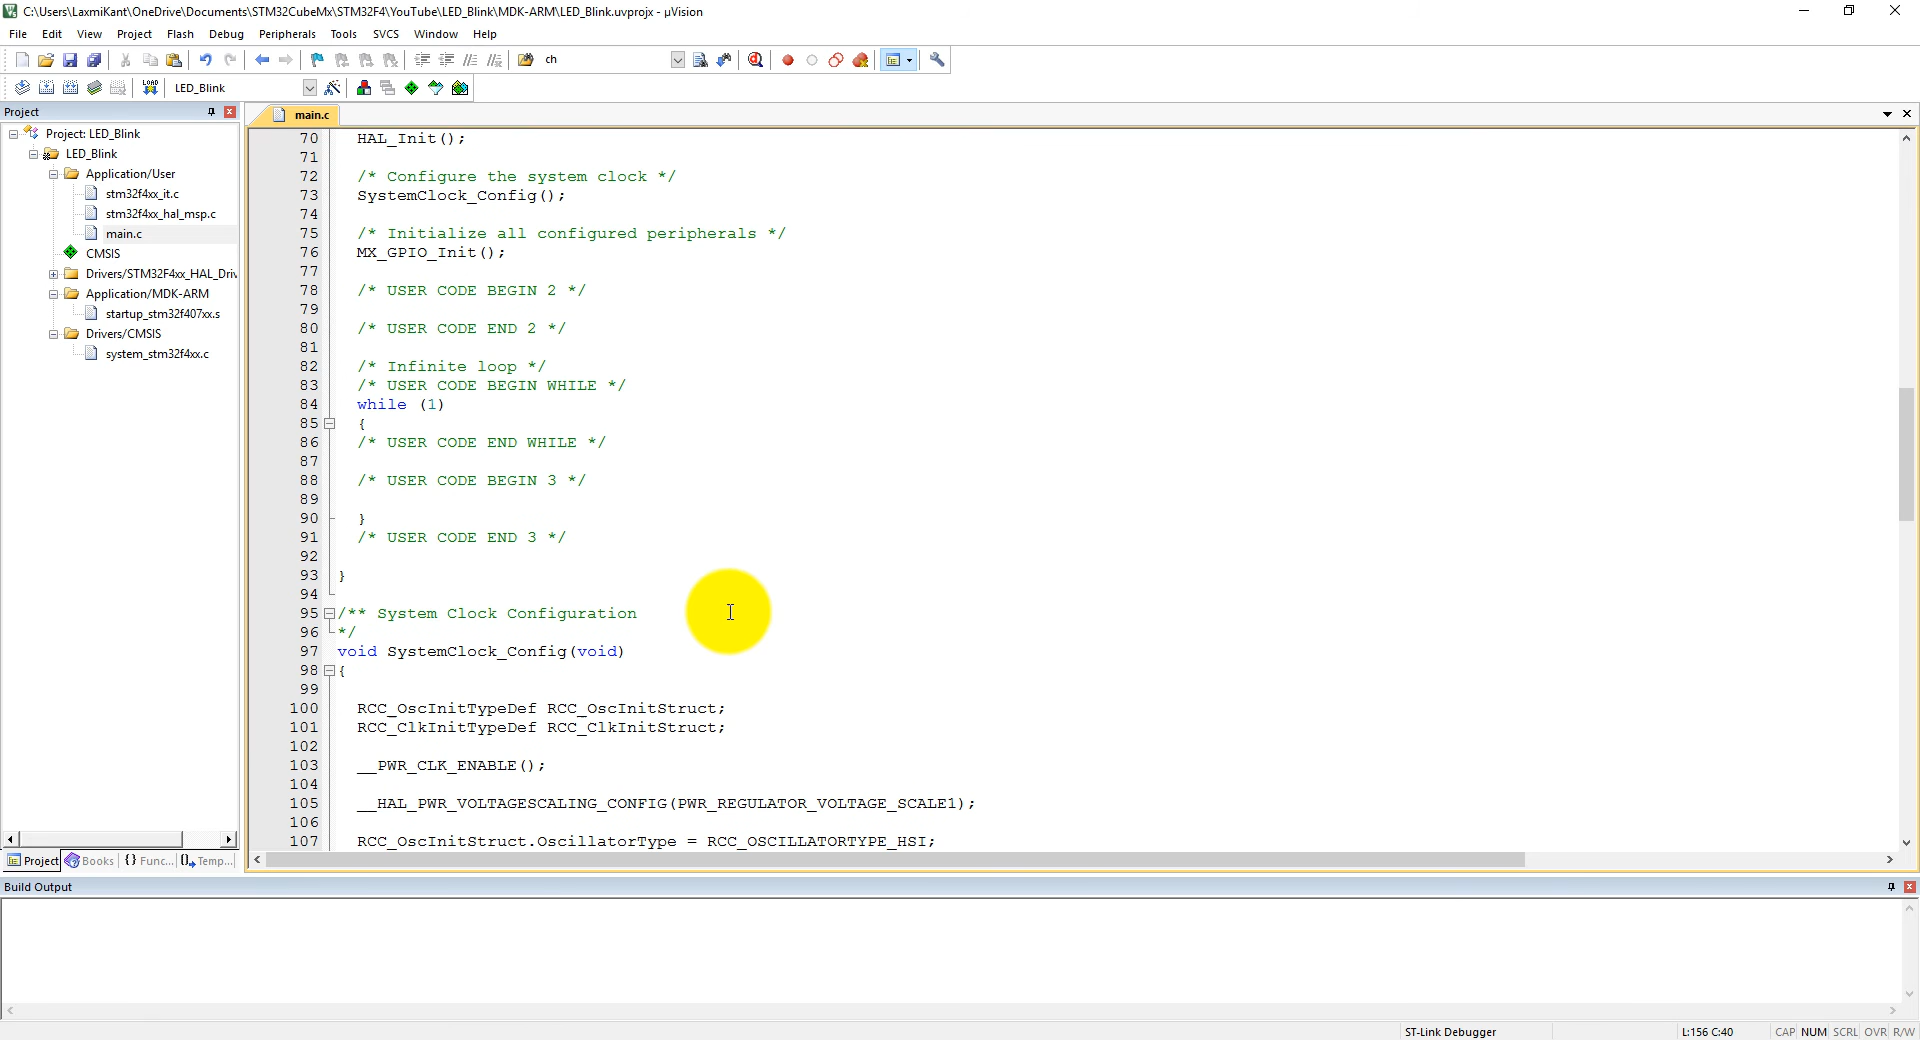 C:\Users\LaxmiKant\OneDrive\Documents\STM32CubeMx\STM32F4\YouTube\LED_Blink\MDK-ARM\LED_Blink.uvprojx - µVision
File Edit View Project Flash Debug Peripherals Tools SVCS Window Help
ch
LOAD LED_Blink
Project
main.c
Project: LED_Blink
LED_Blink
Application/User
stm32f4xx_it.c
stm32f4xx_hal_msp.c
main.c
CMSIS
Drivers/STM32F4xx_HAL_Driv
Application/MDK-ARM
startup_stm32f407xx.s
Drivers/CMSIS
system_stm32f4xx.c
70 HAL_Init();
71
72 /* Configure the system clock */
73 SystemClock_Config();
74
75 /* Initialize all configured peripherals */
76 MX_GPIO_Init();
77
78 /* USER CODE BEGIN 2 */
79
80 /* USER CODE END 2 */
81
82 /* Infinite loop */
83 /* USER CODE BEGIN WHILE */
84 while (1)
85 {
86 /* USER CODE END WHILE */
87
88 /* USER CODE BEGIN 3 */
89
90 }
91 /* USER CODE END 3 */
92
93 }
94
95 /** System Clock Configuration
96 */
97 void SystemClock_Config(void)
98 {
99
100 RCC_OscInitTypeDef RCC_OscInitStruct;
101 RCC_ClkInitTypeDef RCC_ClkInitStruct;
102
103 __PWR_CLK_ENABLE();
104
105 __HAL_PWR_VOLTAGESCALING_CONFIG(PWR_REGULATOR_VOLTAGE_SCALE1);
106
107 RCC_OscInitStruct.OscillatorType = RCC_OSCILLATORTYPE_HSI;
Project Books {} Func... Temp...
Build Output
ST-Link Debugger L:156 C:40 CAP NUM SCRL OVR R/W